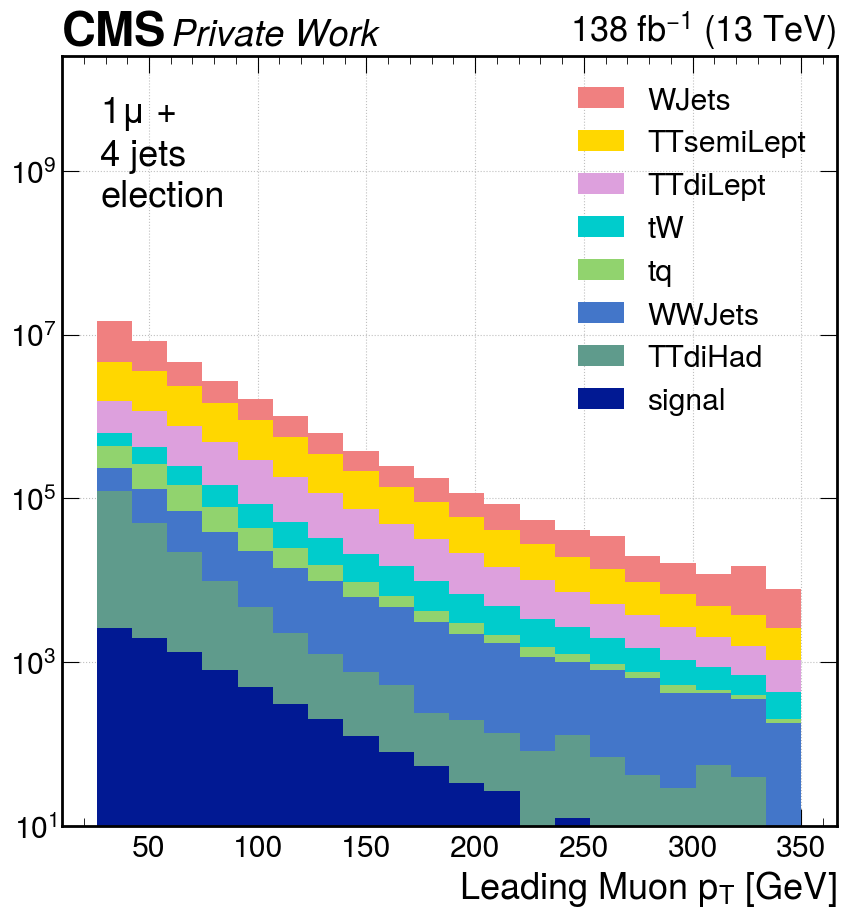 CMS Private Work 138 fb⁻¹ (13 TeV)
1μ +
4 jets
election
WJets
TTsemiLept
TTdiLept
tW
tq
WWJets
TTdiHad
signal
10⁹
10⁷
10⁵
10³
10¹
50 100 150 200 250 300 350
Leading Muon p_T [GeV]